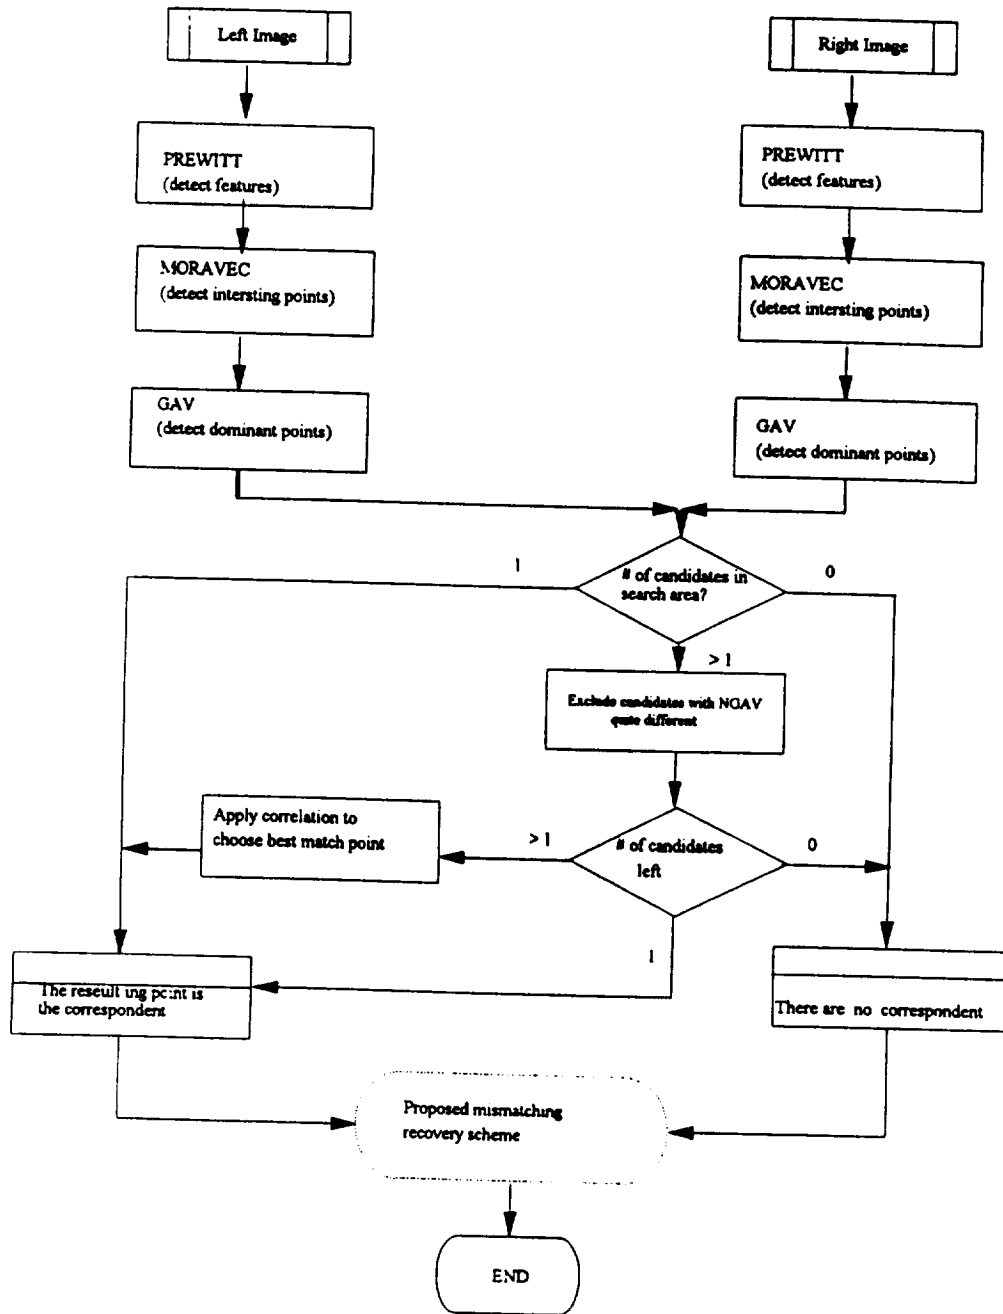 Left Image
Right Image
PREWITT
(detect features)
PREWITT
(detect features)
MORAVEC
(detect intersting points)
MORAVEC
(detect intersting points)
GAV
(detect dominant points)
GAV
(detect dominant points)
1
# of candidates in
search area?
0
> 1
Exclude candidates with NGAV
quite different
Apply correlation to
choose best match point
> 1
# of candidates
left
0
1
The reseulting point is
the correspondent
There are no correspondent
Proposed mismatching
recovery scheme
END